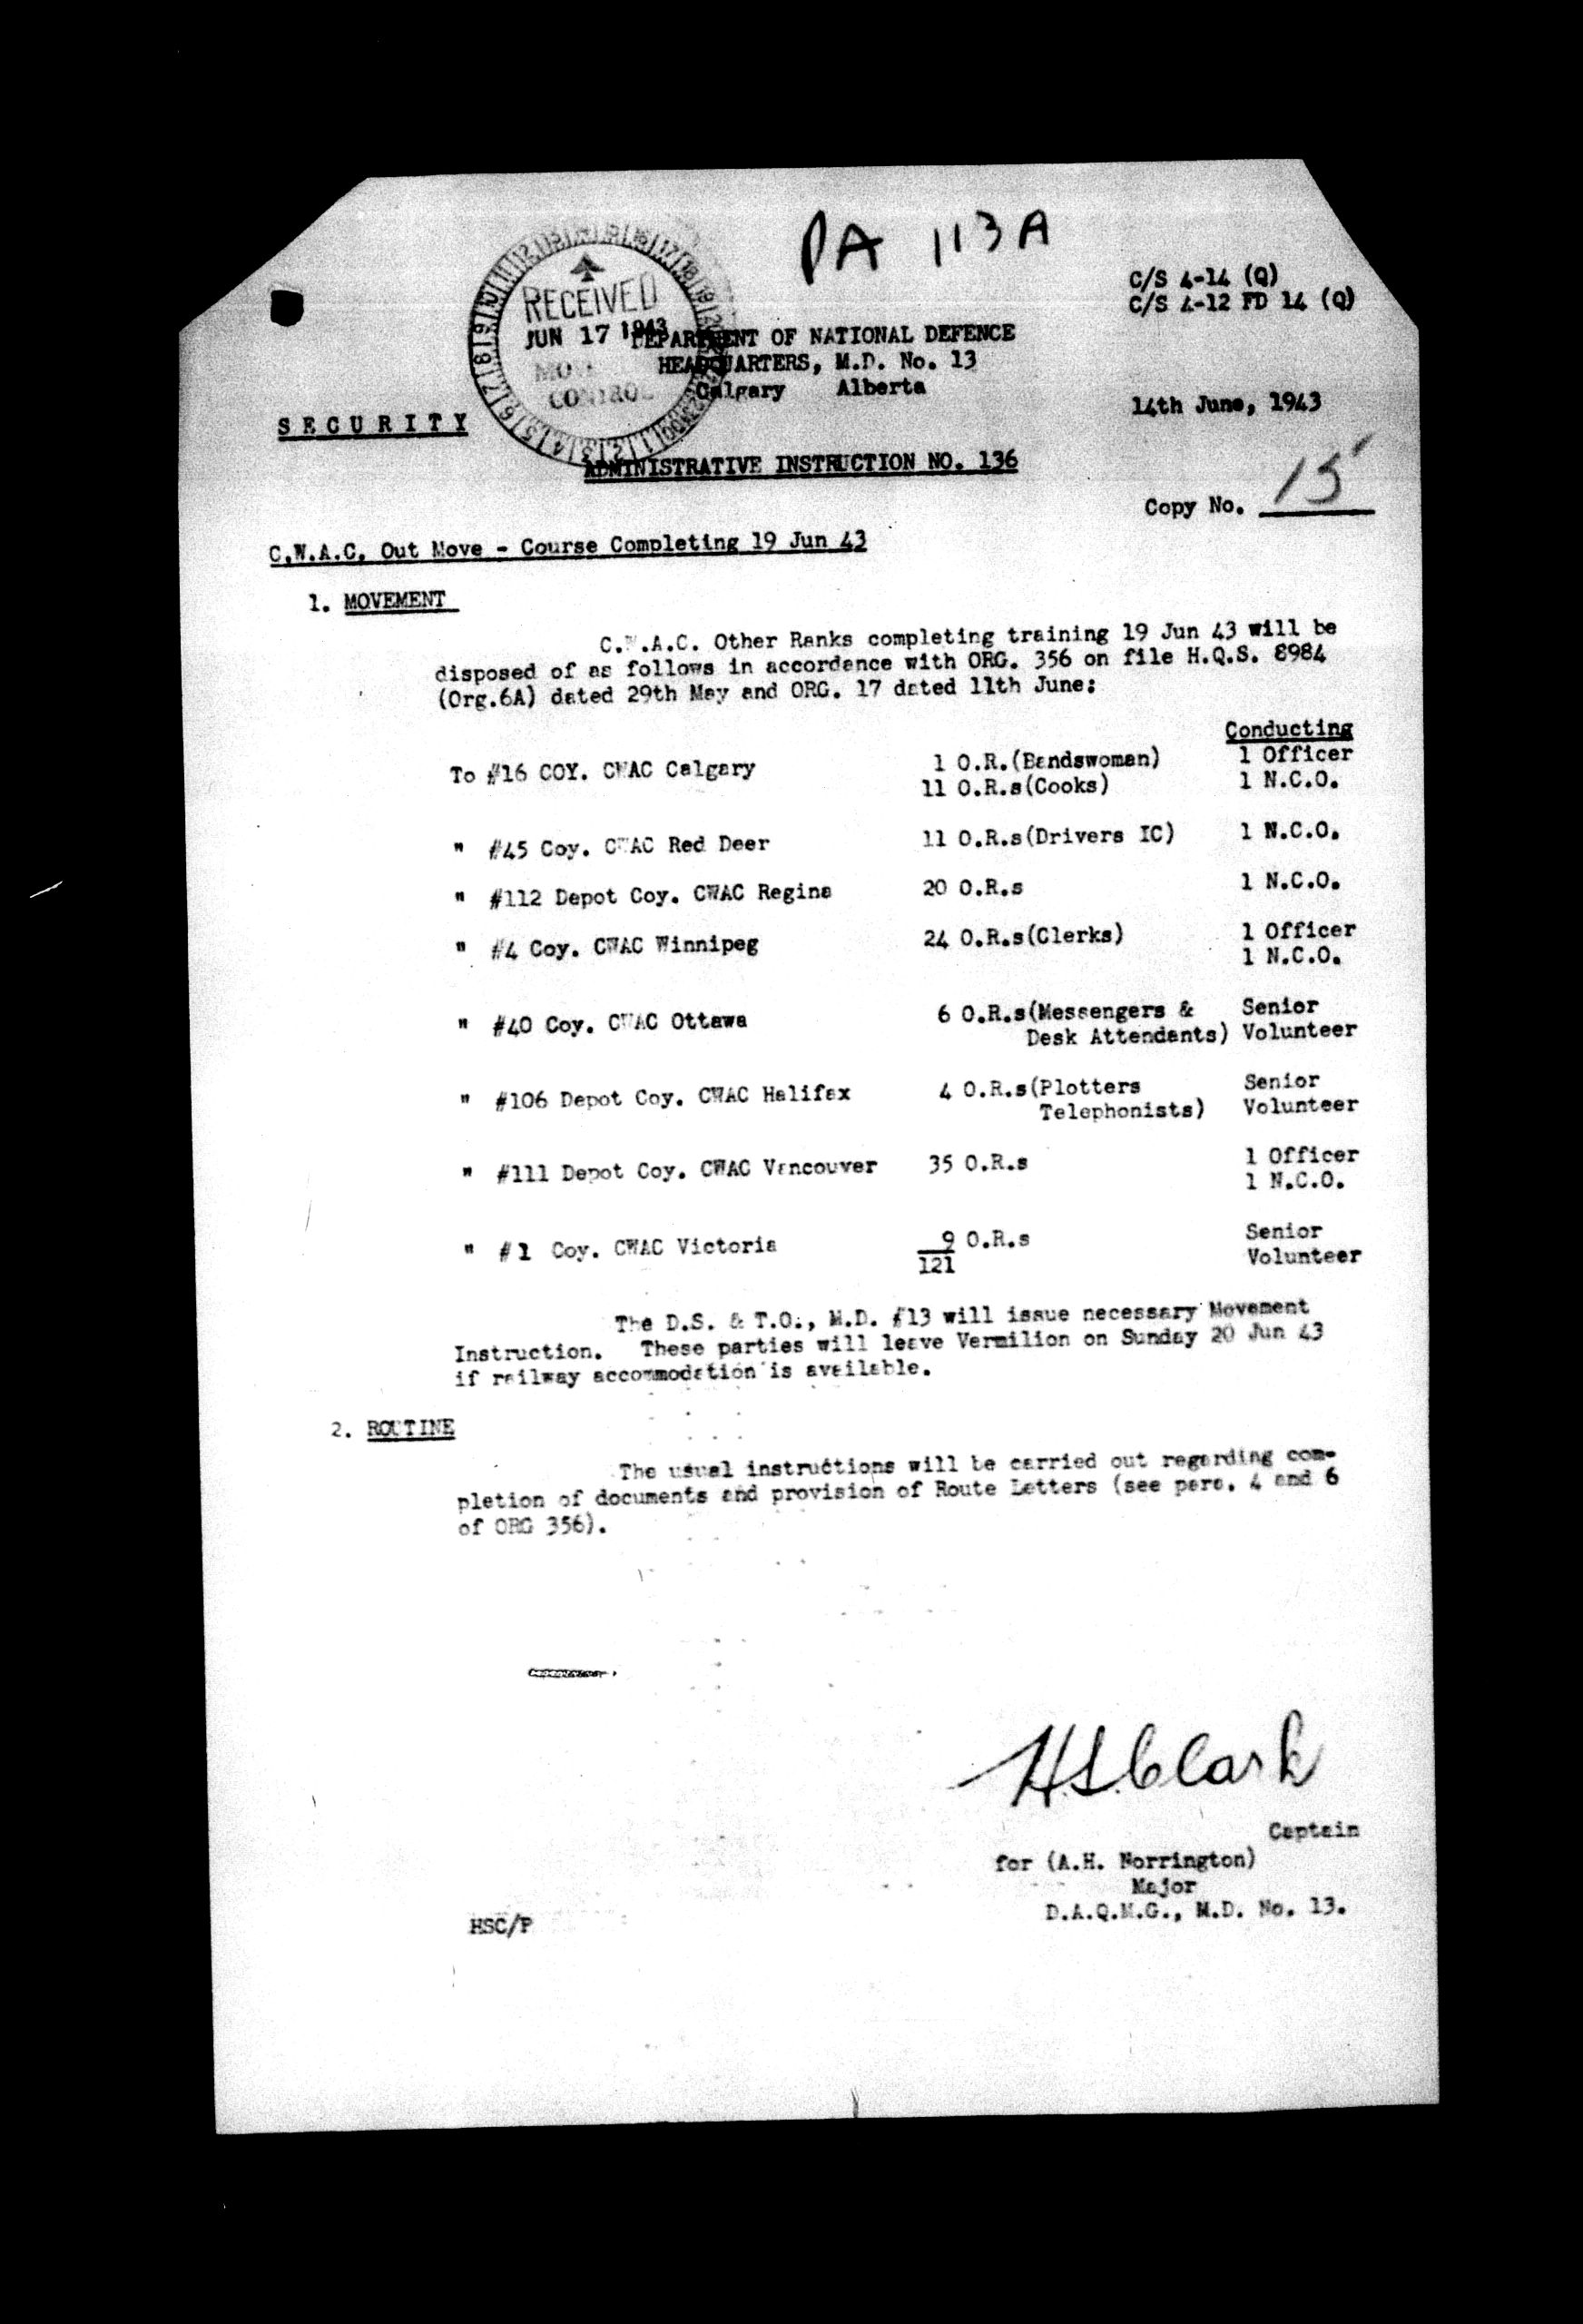 PA 113A
C/S 4-14 (Q)
C/S 4-12 FD 14 (Q)
RECEIVED
JUN 17 1943
CONTROL
DEPARTMENT OF NATIONAL DEFENCE
HEADQUARTERS, M.D. No. 13
Calgary Alberta
14th June, 1943
SECURITY
ADMINISTRATIVE INSTRUCTION NO. 136
Copy No. 15
C.W.A.C. Out Move - Course Completing 19 Jun 43
1. MOVEMENT
C.W.A.C. Other Ranks completing training 19 Jun 43 will be
disposed of as follows in accordance with ORG. 356 on file H.Q.S. 8984
(Org.6A) dated 29th May and ORG. 17 dated 11th June:
Conducting
To #16 COY. CWAC Calgary 1 O.R.(Bandswoman) 1 Officer
11 O.R.s(Cooks) 1 N.C.O.
" #45 Coy. CWAC Red Deer 11 O.R.s(Drivers IC) 1 N.C.O.
" #112 Depot Coy. CWAC Regina 20 O.R.s 1 N.C.O.
" #4 Coy. CWAC Winnipeg 24 O.R.s(Clerks) 1 Officer
1 N.C.O.
" #40 Coy. CWAC Ottawa 6 O.R.s(Messengers & Senior
Desk Attendants) Volunteer
" #106 Depot Coy. CWAC Halifax 4 O.R.s(Plotters Senior
Telephonists) Volunteer
" #111 Depot Coy. CWAC Vancouver 35 O.R.s 1 Officer
1 N.C.O.
" #1 Coy. CWAC Victoria 9 O.R.s Senior
121 Volunteer
The D.S. & T.O., M.D. #13 will issue necessary Movement
Instruction. These parties will leave Vermilion on Sunday 20 Jun 43
if railway accommodation is available.
2. ROUTINE
The usual instructions will be carried out regarding com-
pletion of documents and provision of Route Letters (see para. 4 and 6
of ORG 356).
HSClark
Captain
for (A.H. Norrington)
Major
D.A.Q.M.G., M.D. No. 13.
HSC/P